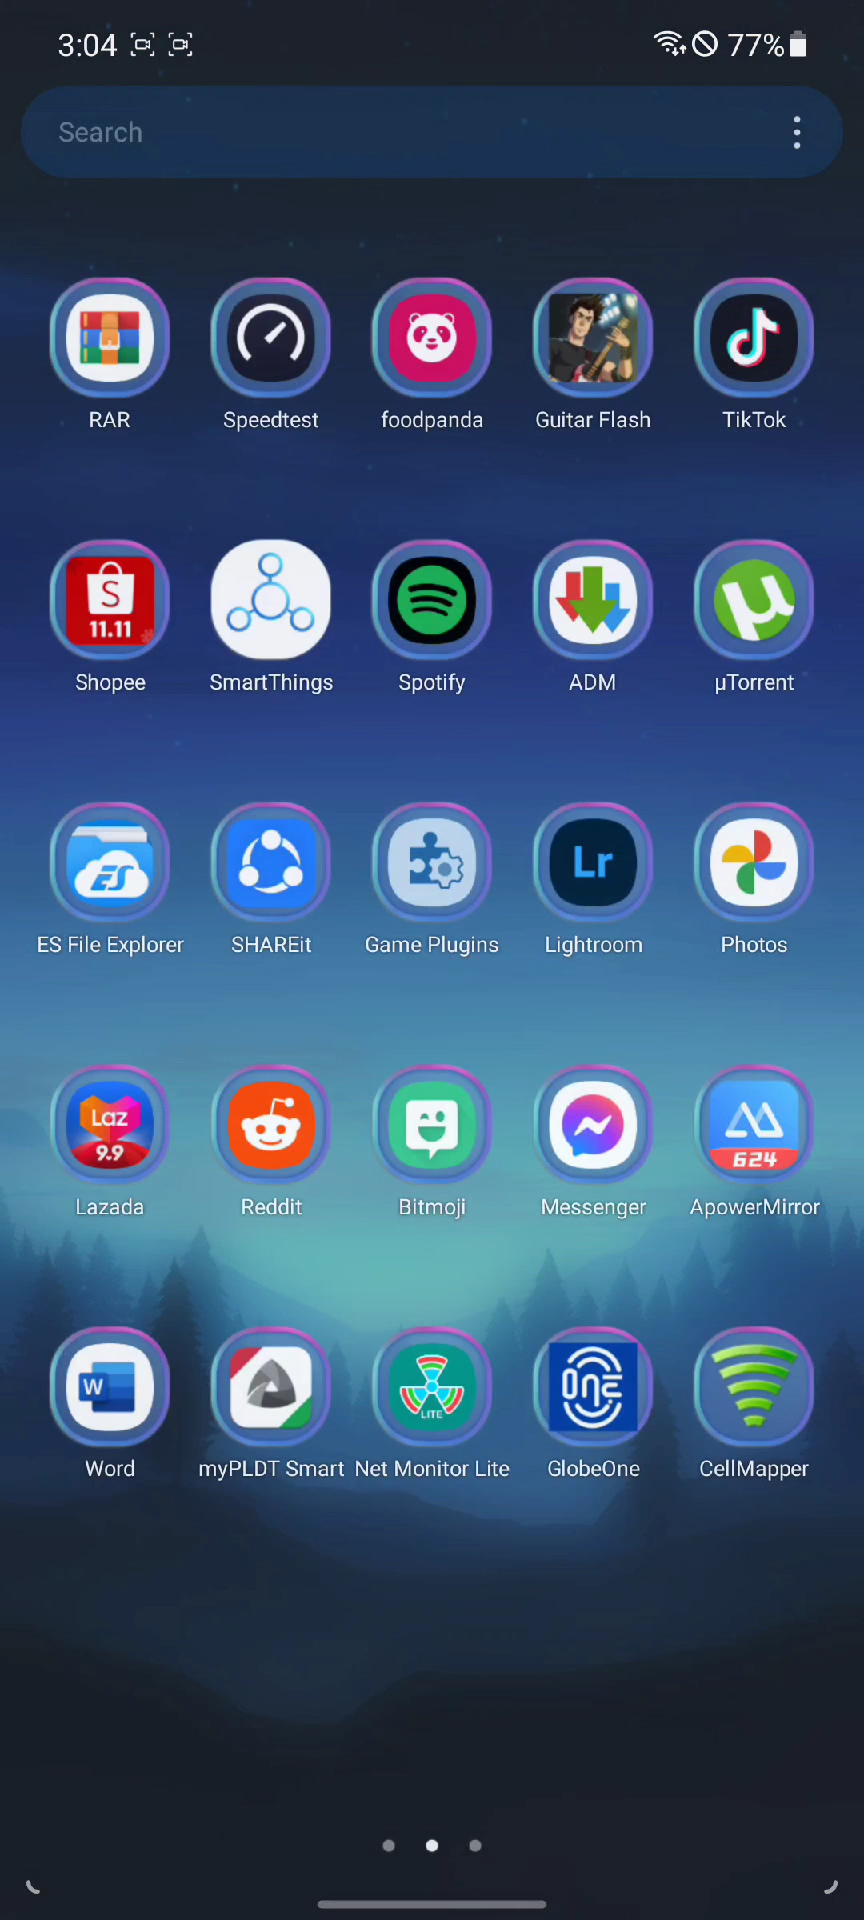 3:04 77%
Search
RAR Speedtest foodpanda Guitar Flash TikTok
S
11.11
Shopee SmartThings Spotify ADM µTorrent
ES Lr
ES File Explorer SHAREit Game Plugins Lightroom Photos
Laz
9.9 624
Lazada Reddit Bitmoji Messenger ApowerMirror
W LITE ONE
Word myPLDT Smart Net Monitor Lite GlobeOne CellMapper